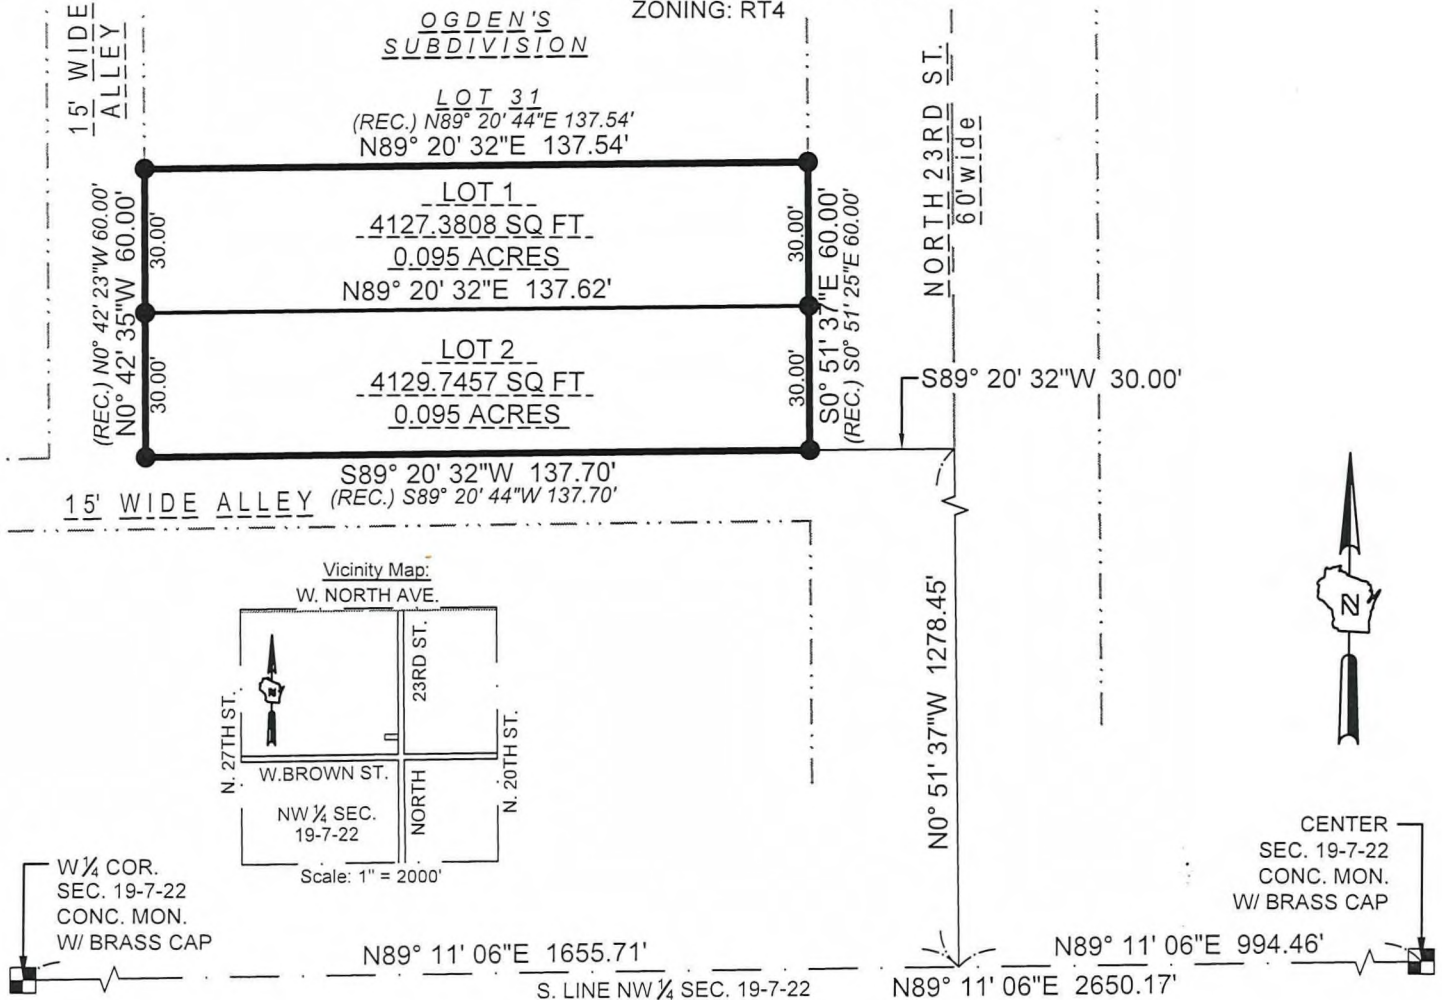 ZONING: RT4
15' WIDE
ALLEY
OGDEN'S
SUBDIVISION
LOT 31
(REC.) N89° 20' 44"E 137.54'
N89° 20' 32"E 137.54'
NORTH 23RD ST.
60' wide
LOT 1
4127.3808 SQ FT
0.095 ACRES
N89° 20' 32"E 137.62'
(REC.) N0° 42' 23"W 60.00'
N0° 42' 35"W 60.00'
30.00'
30.00'
30.00'
30.00'
S0° 51' 37"E 60.00'
(REC.) S0° 51' 25"E 60.00'
LOT 2
4129.7457 SQ FT
0.095 ACRES
S89° 20' 32"W 30.00'
S89° 20' 32"W 137.70'
(REC.) S89° 20' 44"W 137.70'
15' WIDE ALLEY
Vicinity Map:
W. NORTH AVE.
23RD ST.
N
N. 27TH ST.
N. 20TH ST.
W.BROWN ST.
NORTH
NW ¼ SEC.
19-7-22
Scale: 1" = 2000'
N0° 51' 37"W 1278.45'
N
W ¼ COR.
SEC. 19-7-22
CONC. MON.
W/ BRASS CAP
CENTER
SEC. 19-7-22
CONC. MON.
W/ BRASS CAP
N89° 11' 06"E 1655.71'
N89° 11' 06"E 994.46'
S. LINE NW ¼ SEC. 19-7-22
N89° 11' 06"E 2650.17'